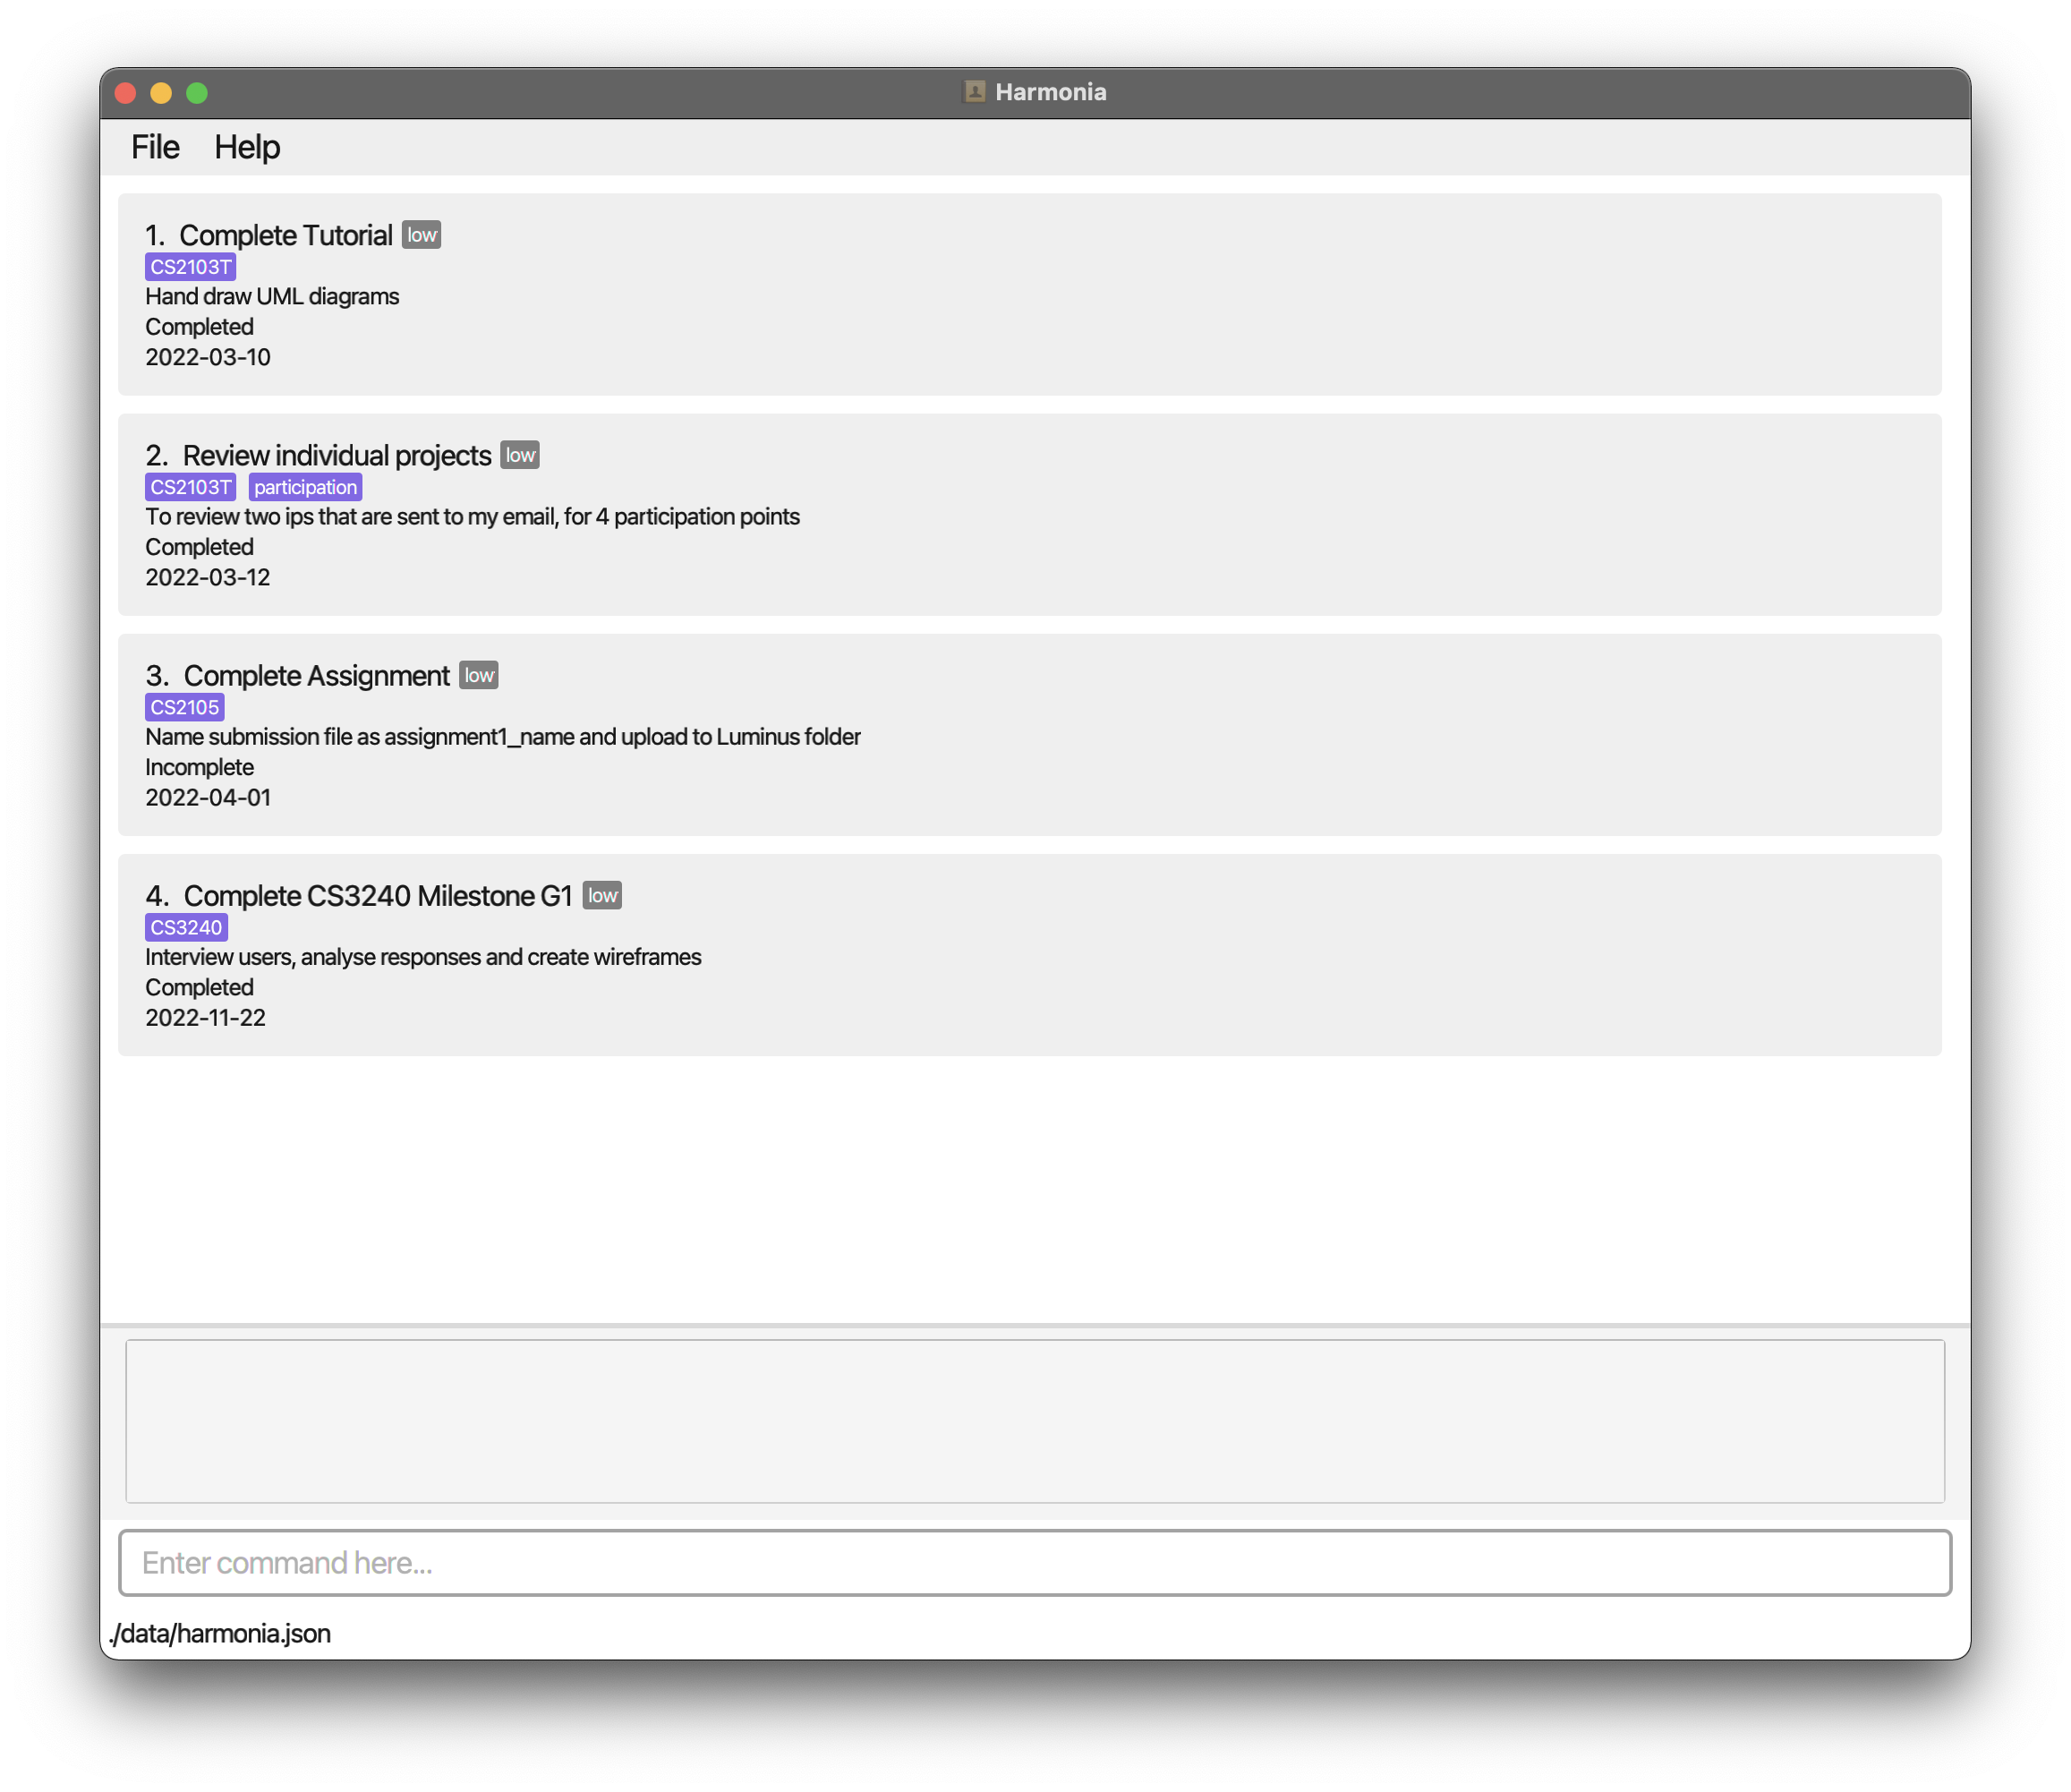 Harmonia
File Help
1. Complete Tutorial low
CS2103T
Hand draw UML diagrams
Completed
2022-03-10
2. Review individual projects low
CS2103T participation
To review two ips that are sent to my email, for 4 participation points
Completed
2022-03-12
3. Complete Assignment low
CS2105
Name submission file as assignment1_name and upload to Luminus folder
Incomplete
2022-04-01
4. Complete CS3240 Milestone G1 low
CS3240
Interview users, analyse responses and create wireframes
Completed
2022-11-22
Enter command here...
./data/harmonia.json